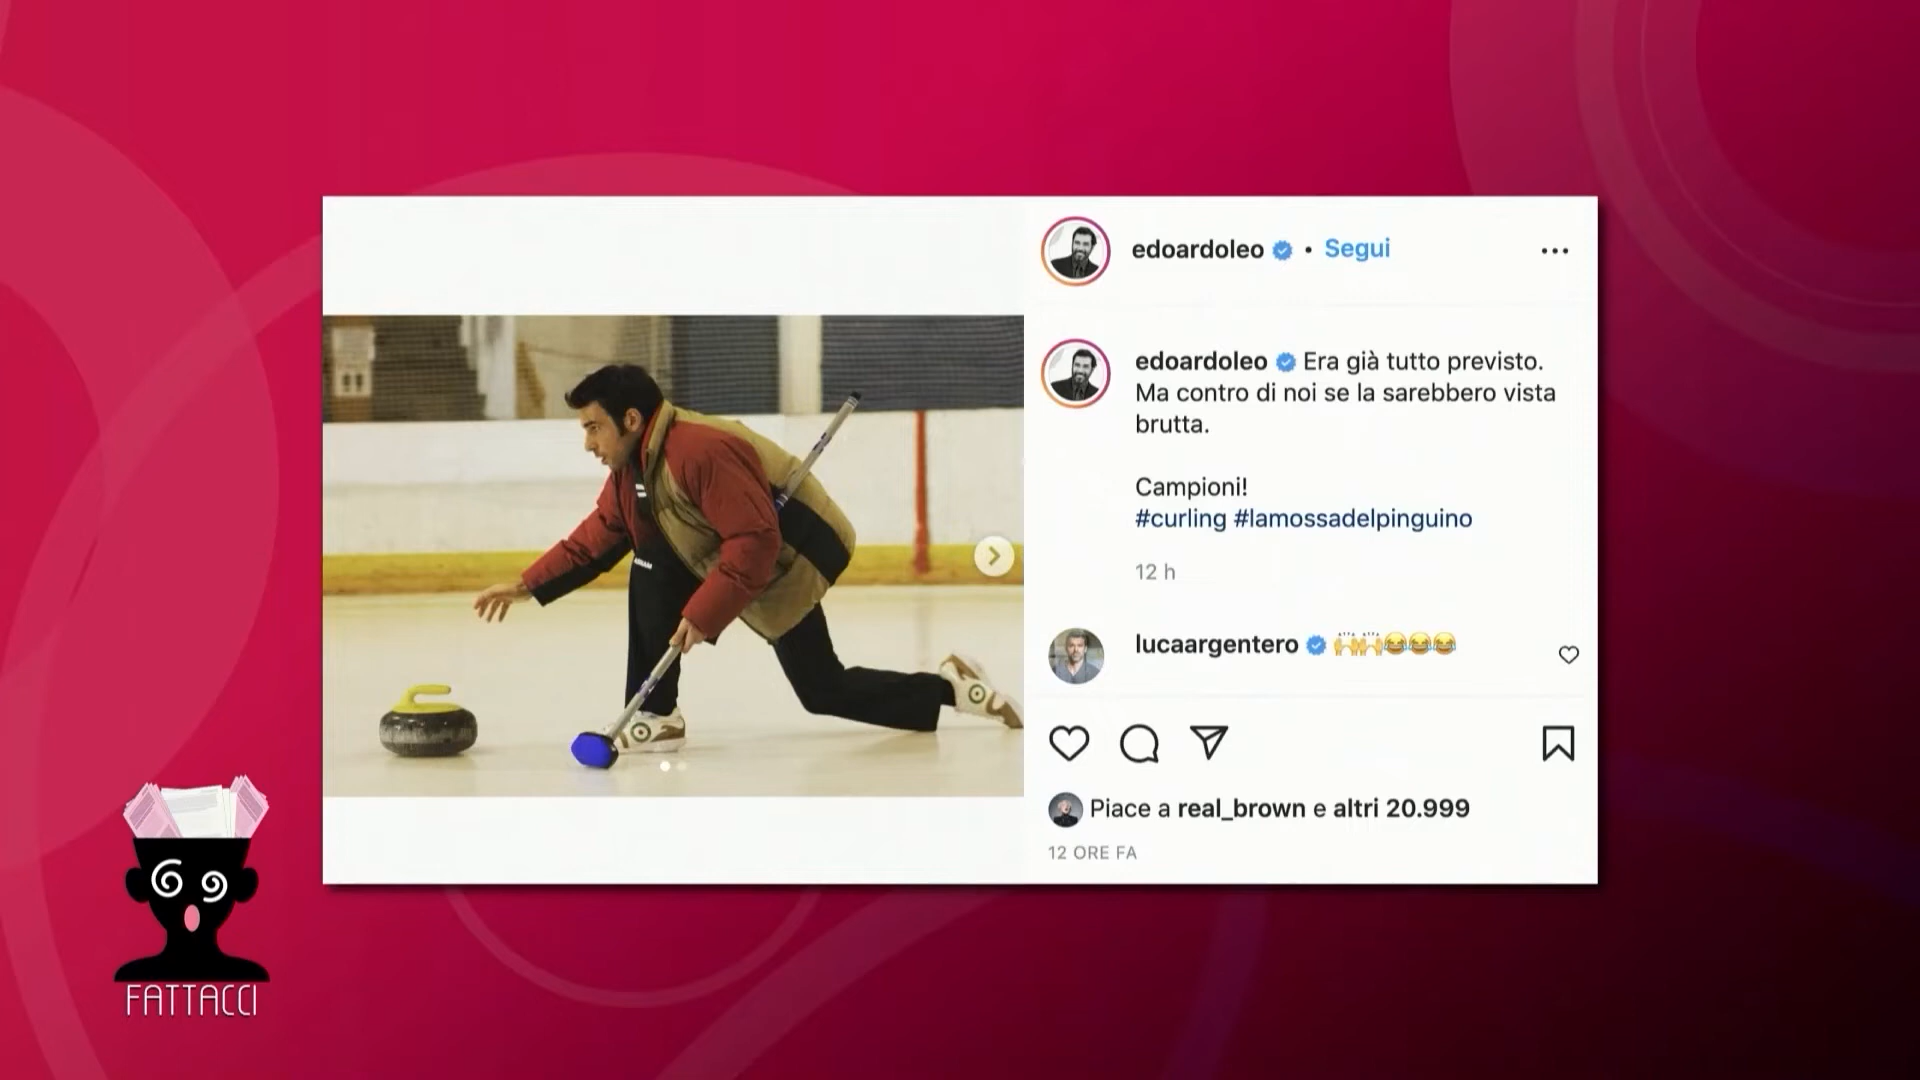 edoardoleo • Segui
edoardoleo Era già tutto previsto.
Ma contro di noi se la sarebbero vista
brutta.
Campioni!
#curling #lamossadelpinguino
12 h
lucaargentero 🙌🙌😂😂😂
Piace a real_brown e altri 20.999
12 ORE FA
FATTACCI